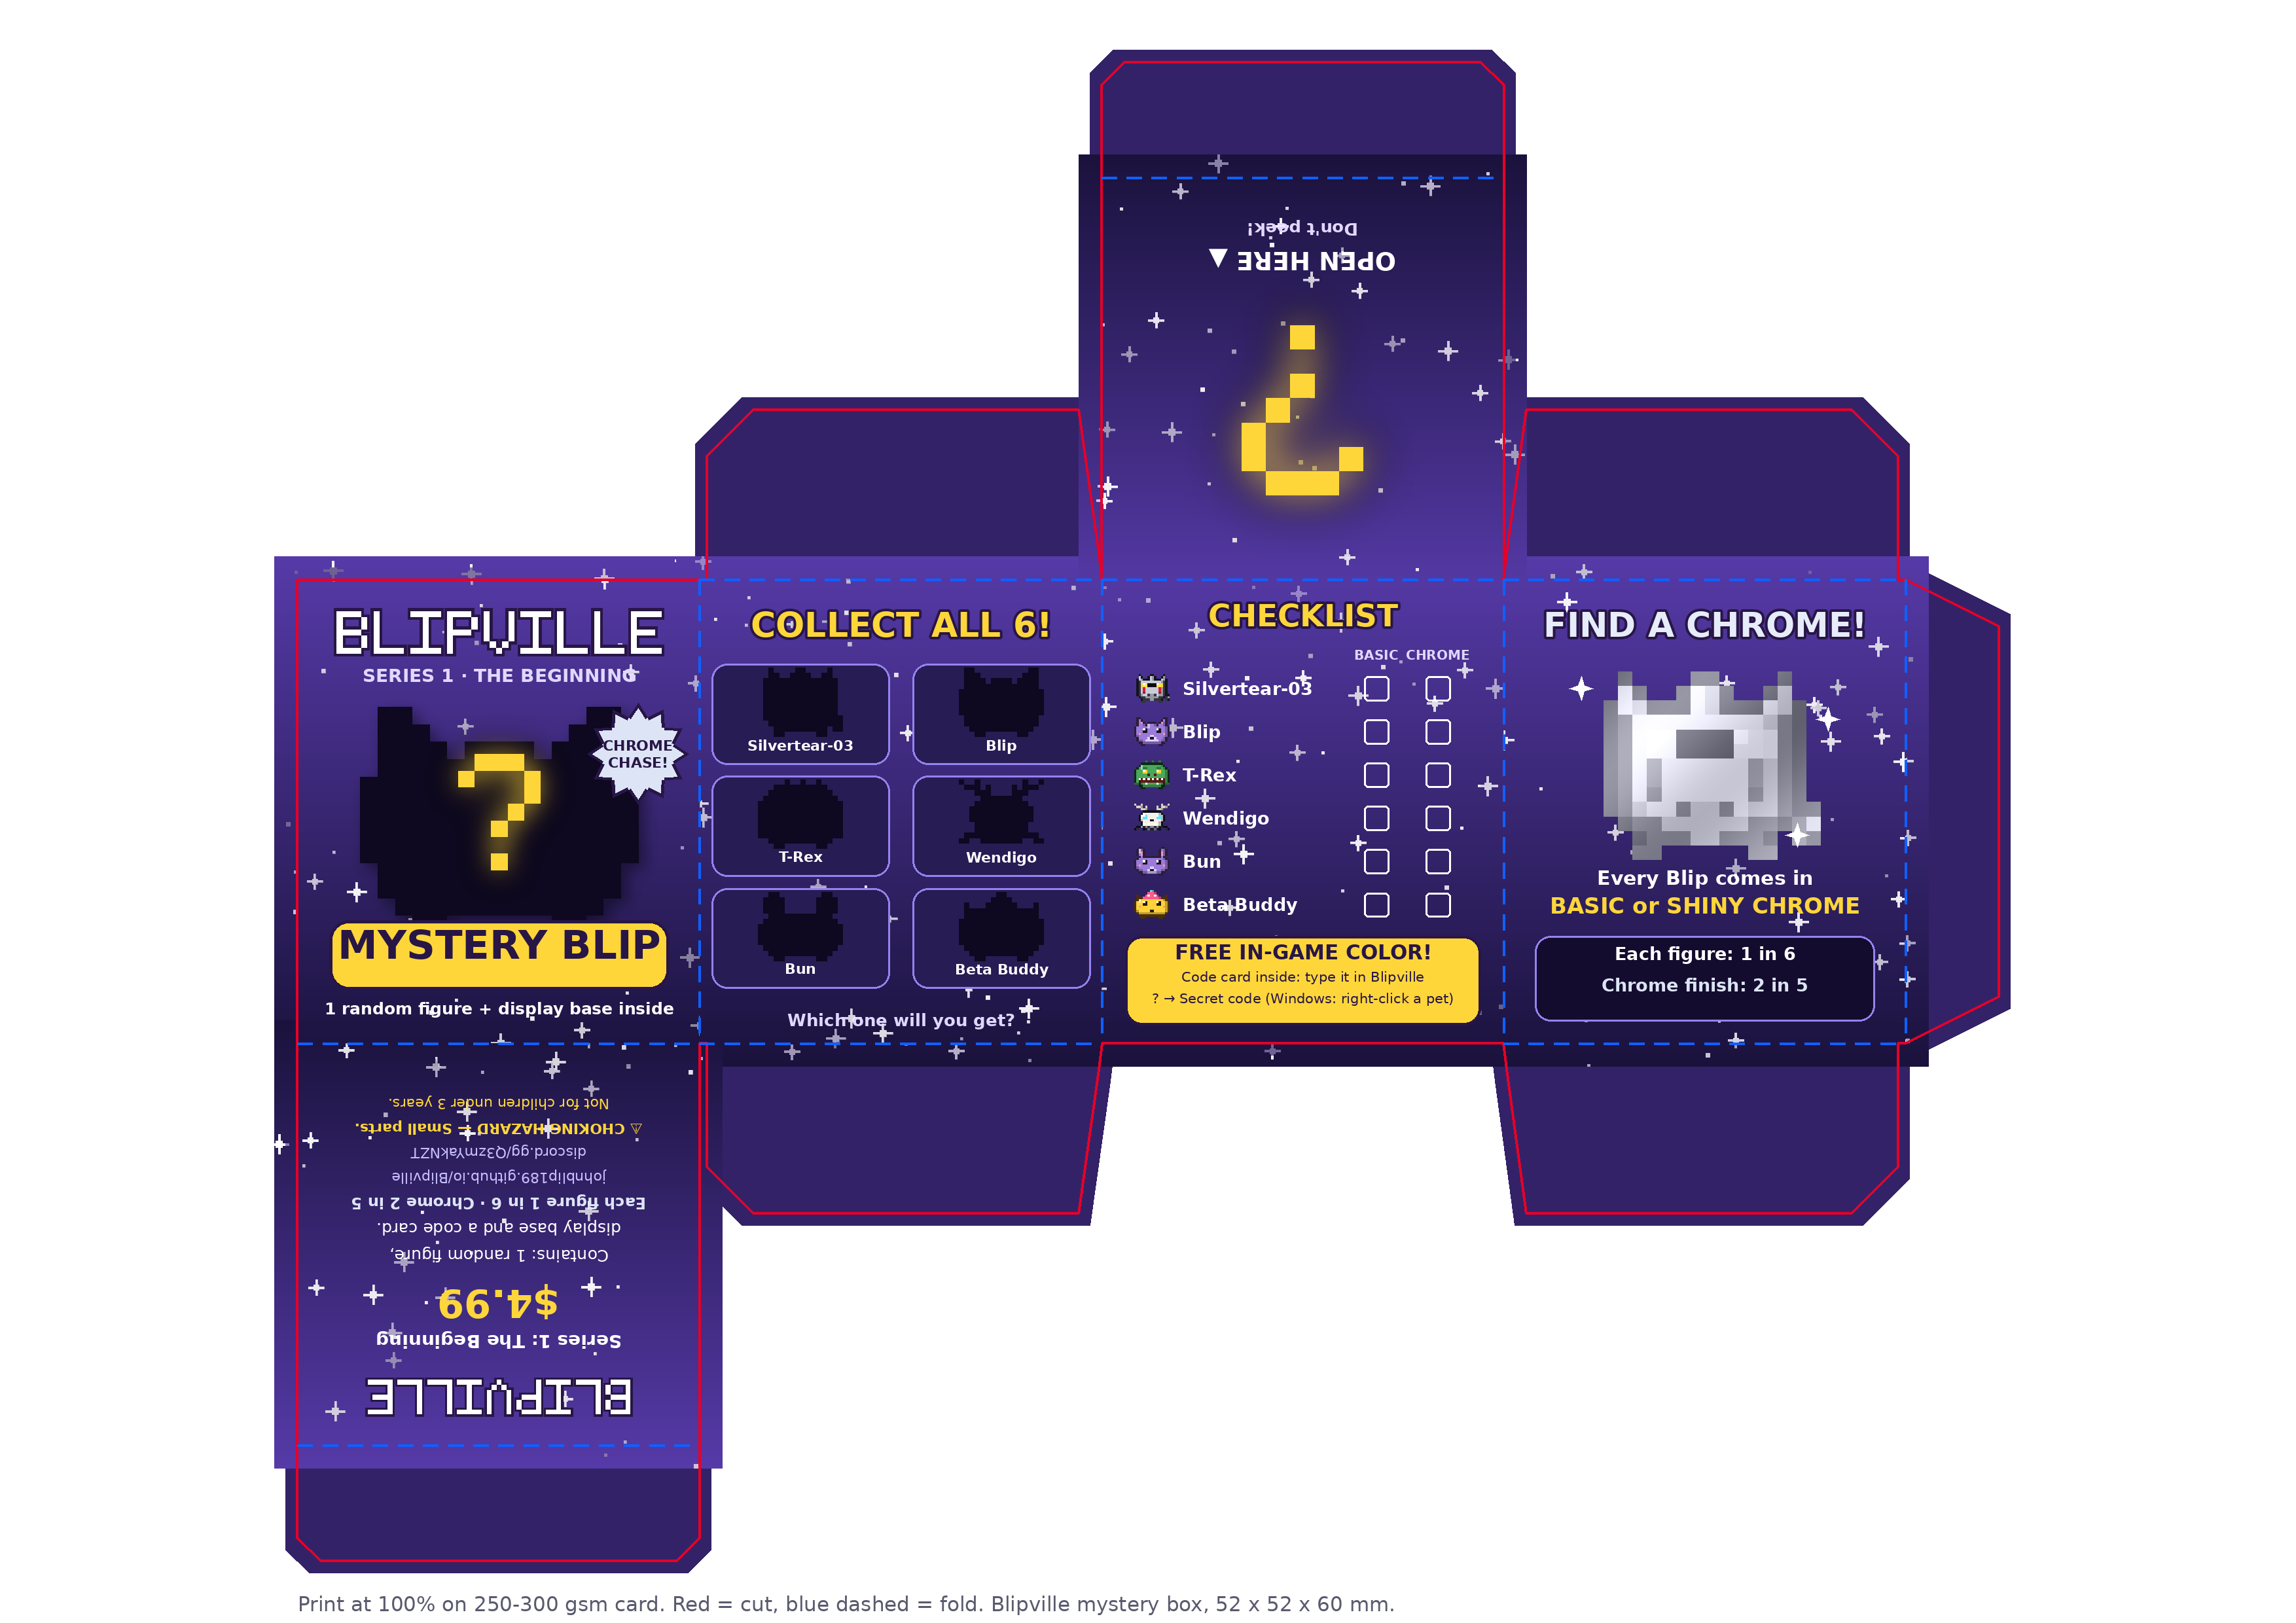 Don't peek!
OPEN HERE ▲
?
BLIPVILLE
SERIES 1 · THE BEGINNING
CHROME
CHASE!
?
MYSTERY BLIP
1 random figure + display base inside
COLLECT ALL 6!
Silvertear-03
Blip
T-Rex
Wendigo
Bun
Beta Buddy
Which one will you get?
CHECKLIST
BASIC CHROME
Silvertear-03
Blip
T-Rex
Wendigo
Bun
Beta Buddy
FREE IN-GAME COLOR!
Code card inside: type it in Blipville
? → Secret code (Windows: right-click a pet)
FIND A CHROME!
Every Blip comes in
BASIC or SHINY CHROME
Each figure: 1 in 6
Chrome finish: 2 in 5
BLIPVILLE
Series 1: The Beginning
$4.99
Contains: 1 random figure,
display base and a code card.
Each figure 1 in 6 · Chrome 2 in 5
johnblip189.github.io/Blipville
discord.gg/Q3zmYakNZT
⚠ CHOKING HAZARD — Small parts.
Not for children under 3 years.
Print at 100% on 250-300 gsm card. Red = cut, blue dashed = fold. Blipville mystery box, 52 x 52 x 60 mm.